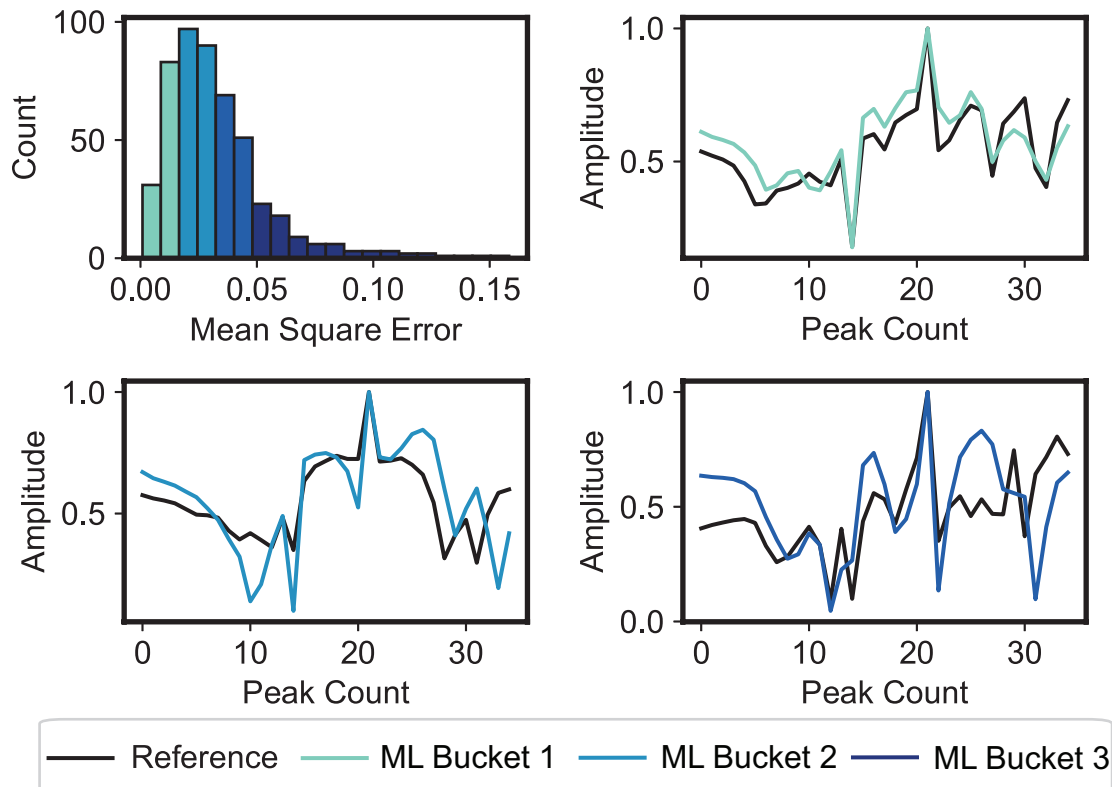 100
50
0
Count
0.00 0.05 0.10 0.15
Mean Square Error
1.0
0.5
Amplitude
0 10 20 30
Peak Count
1.0
0.5
Amplitude
0 10 20 30
Peak Count
1.0
0.5
0.0
Amplitude
0 10 20 30
Peak Count
Reference ML Bucket 1 ML Bucket 2 ML Bucket 3